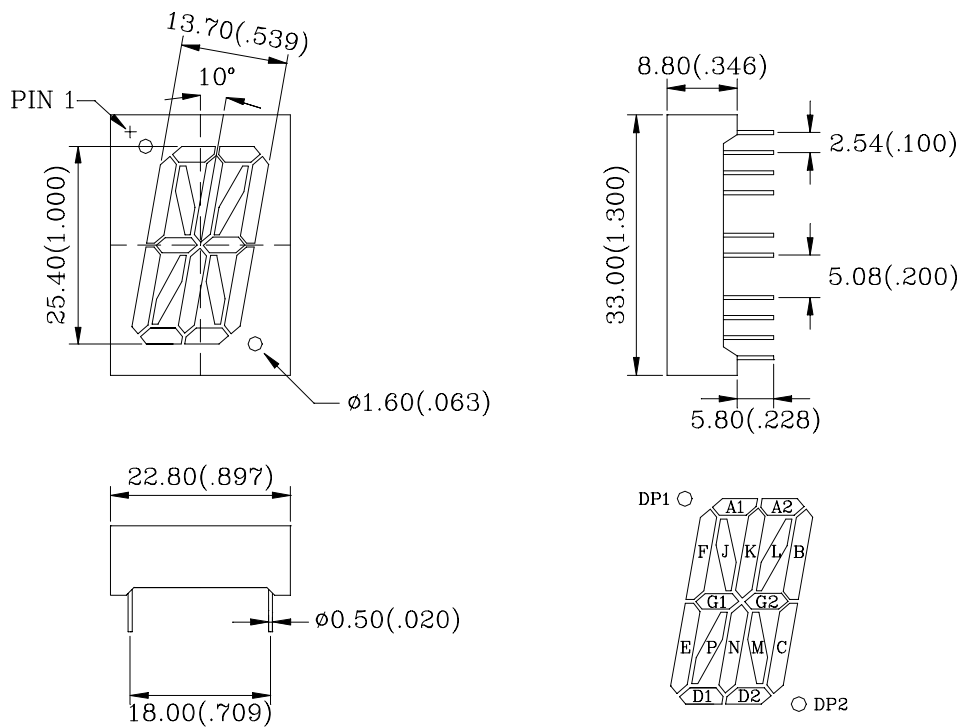 13.70(.539)
10°
PIN 1
25.40(1.000)
ø1.60(.063)
8.80(.346)
2.54(.100)
33.00(1.300)
5.08(.200)
5.80(.228)
22.80(.897)
ø0.50(.020)
18.00(.709)
DP1
A1 A2
F J K L B
G1 G2
E P N M C
D1 D2
DP2